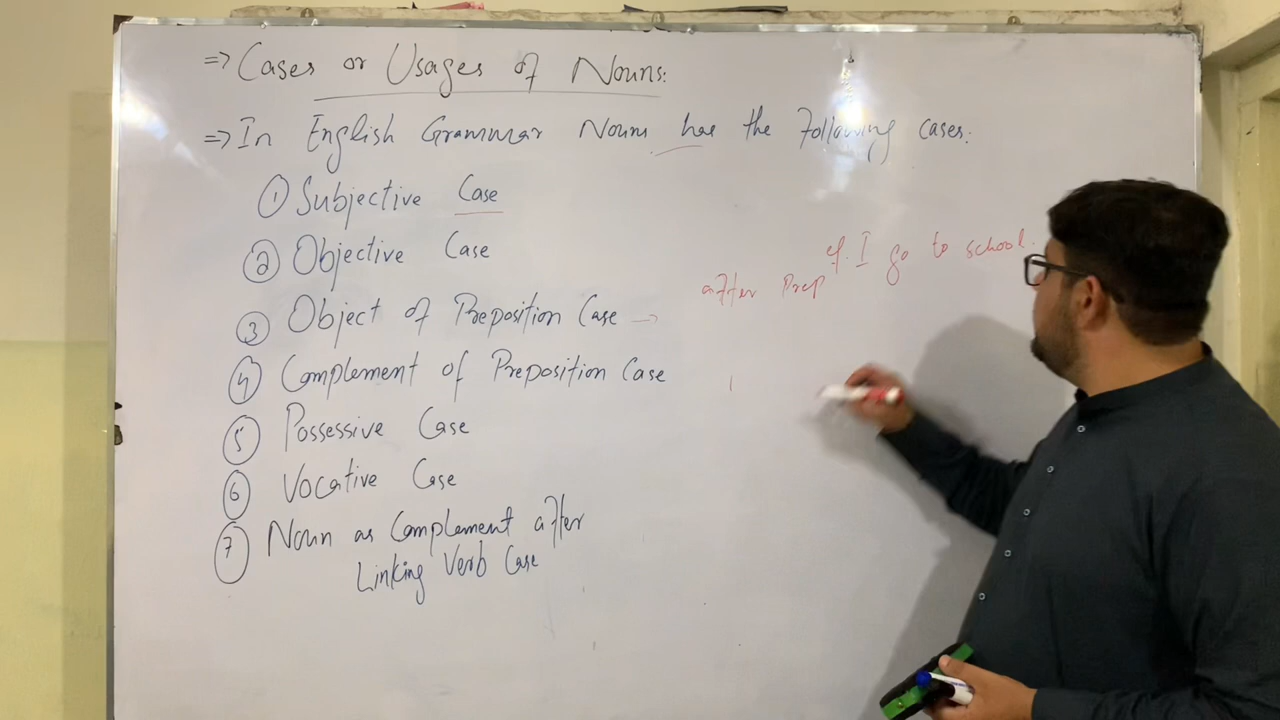 ⇒ Cases or Usages of Nouns:
⇒ In English Grammar Nouns has the Following cases:
① Subjective Case
② Objective Case
③ Object of Preposition Case →
after Prep
I go to school.
④ Complement of Preposition Case
⑤ Possessive Case
⑥ Vocative Case
⑦ Noun as Complement after
Linking Verb Case